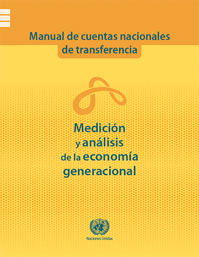 Manual de cuentas nacionales
de transferencia
Medición
y análisis
de la economía
generacional
Naciones Unidas